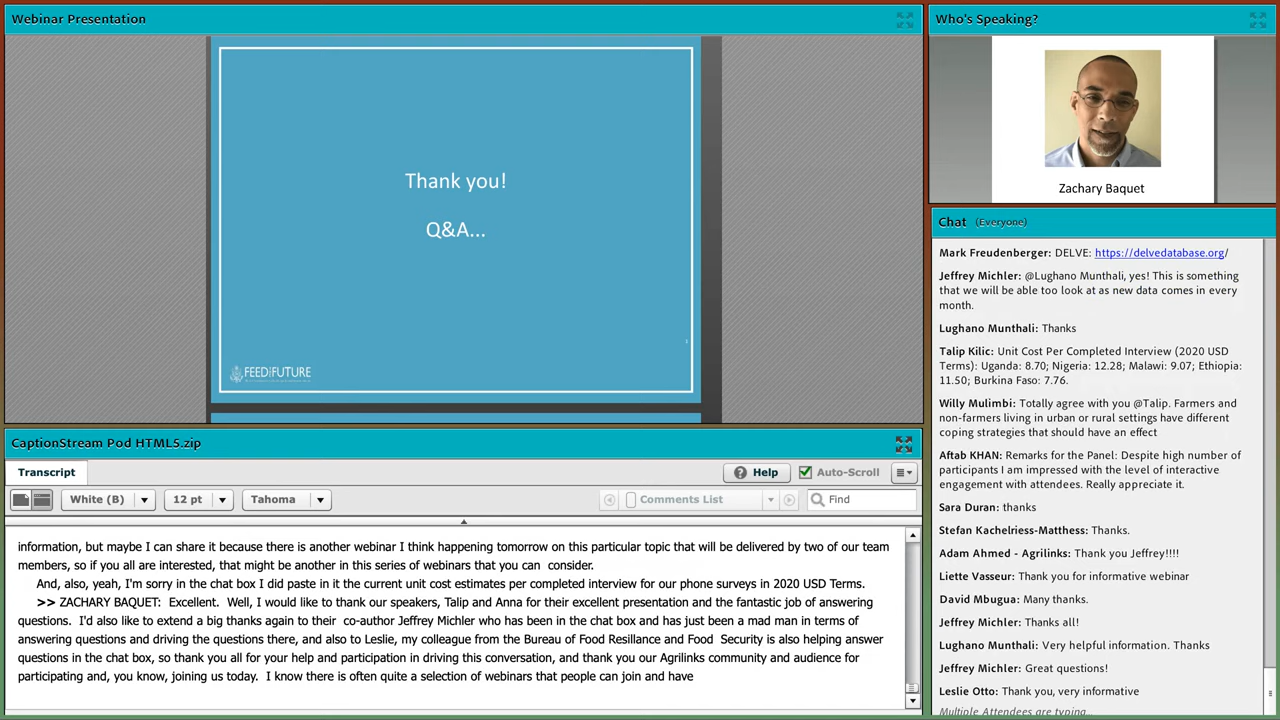 Webinar Presentation
Thank you!
Q&A...
FEED THE FUTURE
Who's Speaking?
Zachary Baquet
Chat (Everyone)
Mark Freudenberger: DELVE: https://delvedatabase.org/
Jeffrey Michler: @Lughano Munthali, yes! This is something
that we will be able too look at as new data comes in every
month.
Lughano Munthali: Thanks
Talip Kilic: Unit Cost Per Completed Interview (2020 USD
Terms): Uganda: 8.70; Nigeria: 12.28; Malawi: 9.07; Ethiopia:
11.50; Burkina Faso: 7.76.
Willy Mulimbi: Totally agree with you @Talip. Farmers and
non-farmers living in urban or rural settings have different
coping strategies that should have an effect
Aftab KHAN: Remarks for the Panel: Despite high number of
participants I am impressed with the level of interactive
engagement with attendees. Really appreciate it.
Sara Duran: thanks
Stefan Kachelriess-Matthess: Thanks.
Adam Ahmed - Agrilinks: Thank you Jeffrey!!!!
Liette Vasseur: Thank you for informative webinar
David Mbugua: Many thanks.
Jeffrey Michler: Thanks all!
Lughano Munthali: Very helpful information. Thanks
Jeffrey Michler: Great questions!
Leslie Otto: Thank you, very informative
Multiple Attendees are typing...
CaptionStream Pod HTML5.zip
Transcript
Help
Auto-Scroll
White (B)
12 pt
Tahoma
Comments List
Find
information, but maybe I can share it because there is another webinar I think happening tomorrow on this particular topic that will be delivered by two of our team
members, so if you all are interested, that might be another in this series of webinars that you can consider.
And, also, yeah, I'm sorry in the chat box I did paste in it the current unit cost estimates per completed interview for our phone surveys in 2020 USD Terms.
>> ZACHARY BAQUET: Excellent. Well, I would like to thank our speakers, Talip and Anna for their excellent presentation and the fantastic job of answering
questions. I'd also like to extend a big thanks again to their co-author Jeffrey Michler who has been in the chat box and has just been a mad man in terms of
answering questions and driving the questions there, and also to Leslie, my colleague from the Bureau of Food Resillance and Food Security is also helping answer
questions in the chat box, so thank you all for your help and participation in driving this conversation, and thank you our Agrilinks community and audience for
participating and, you know, joining us today. I know there is often quite a selection of webinars that people can join and have